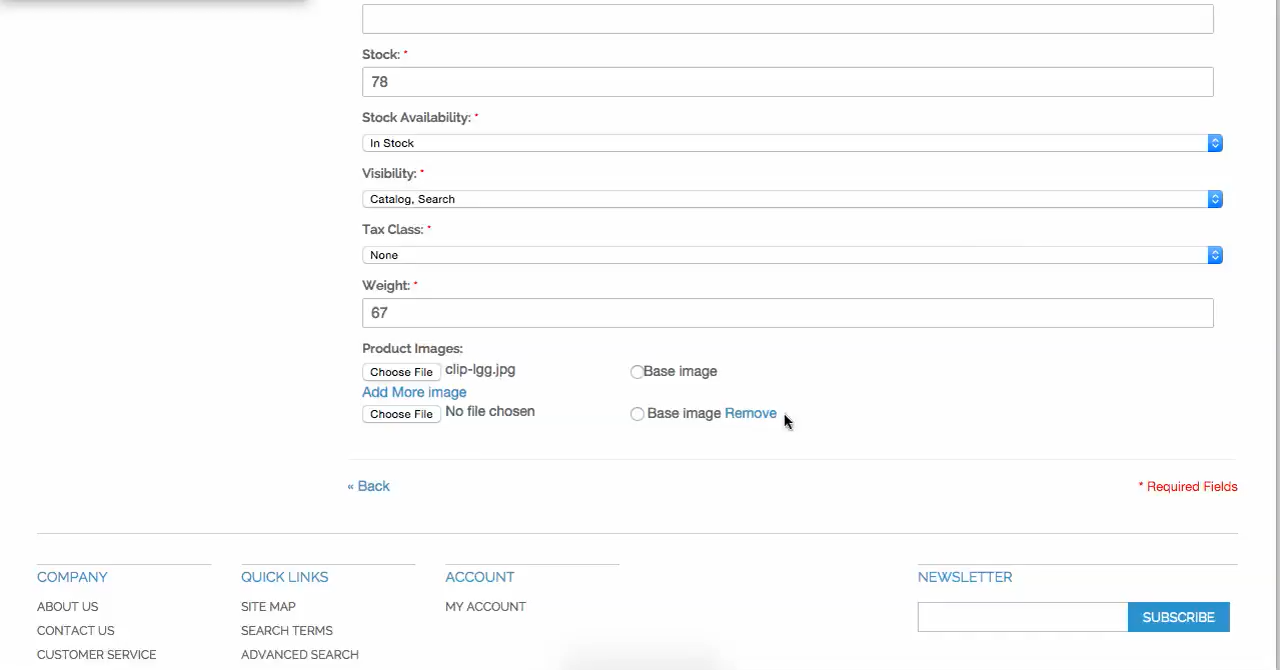 Stock: *
78
Stock Availability: *
In Stock
Visibility: *
Catalog, Search
Tax Class: *
None
Weight: *
67
Product Images:
Choose File clip-lgg.jpg Base image
Add More image
Choose File No file chosen Base image Remove
« Back * Required Fields
COMPANY QUICK LINKS ACCOUNT NEWSLETTER
ABOUT US SITE MAP MY ACCOUNT
CONTACT US SEARCH TERMS SUBSCRIBE
CUSTOMER SERVICE ADVANCED SEARCH